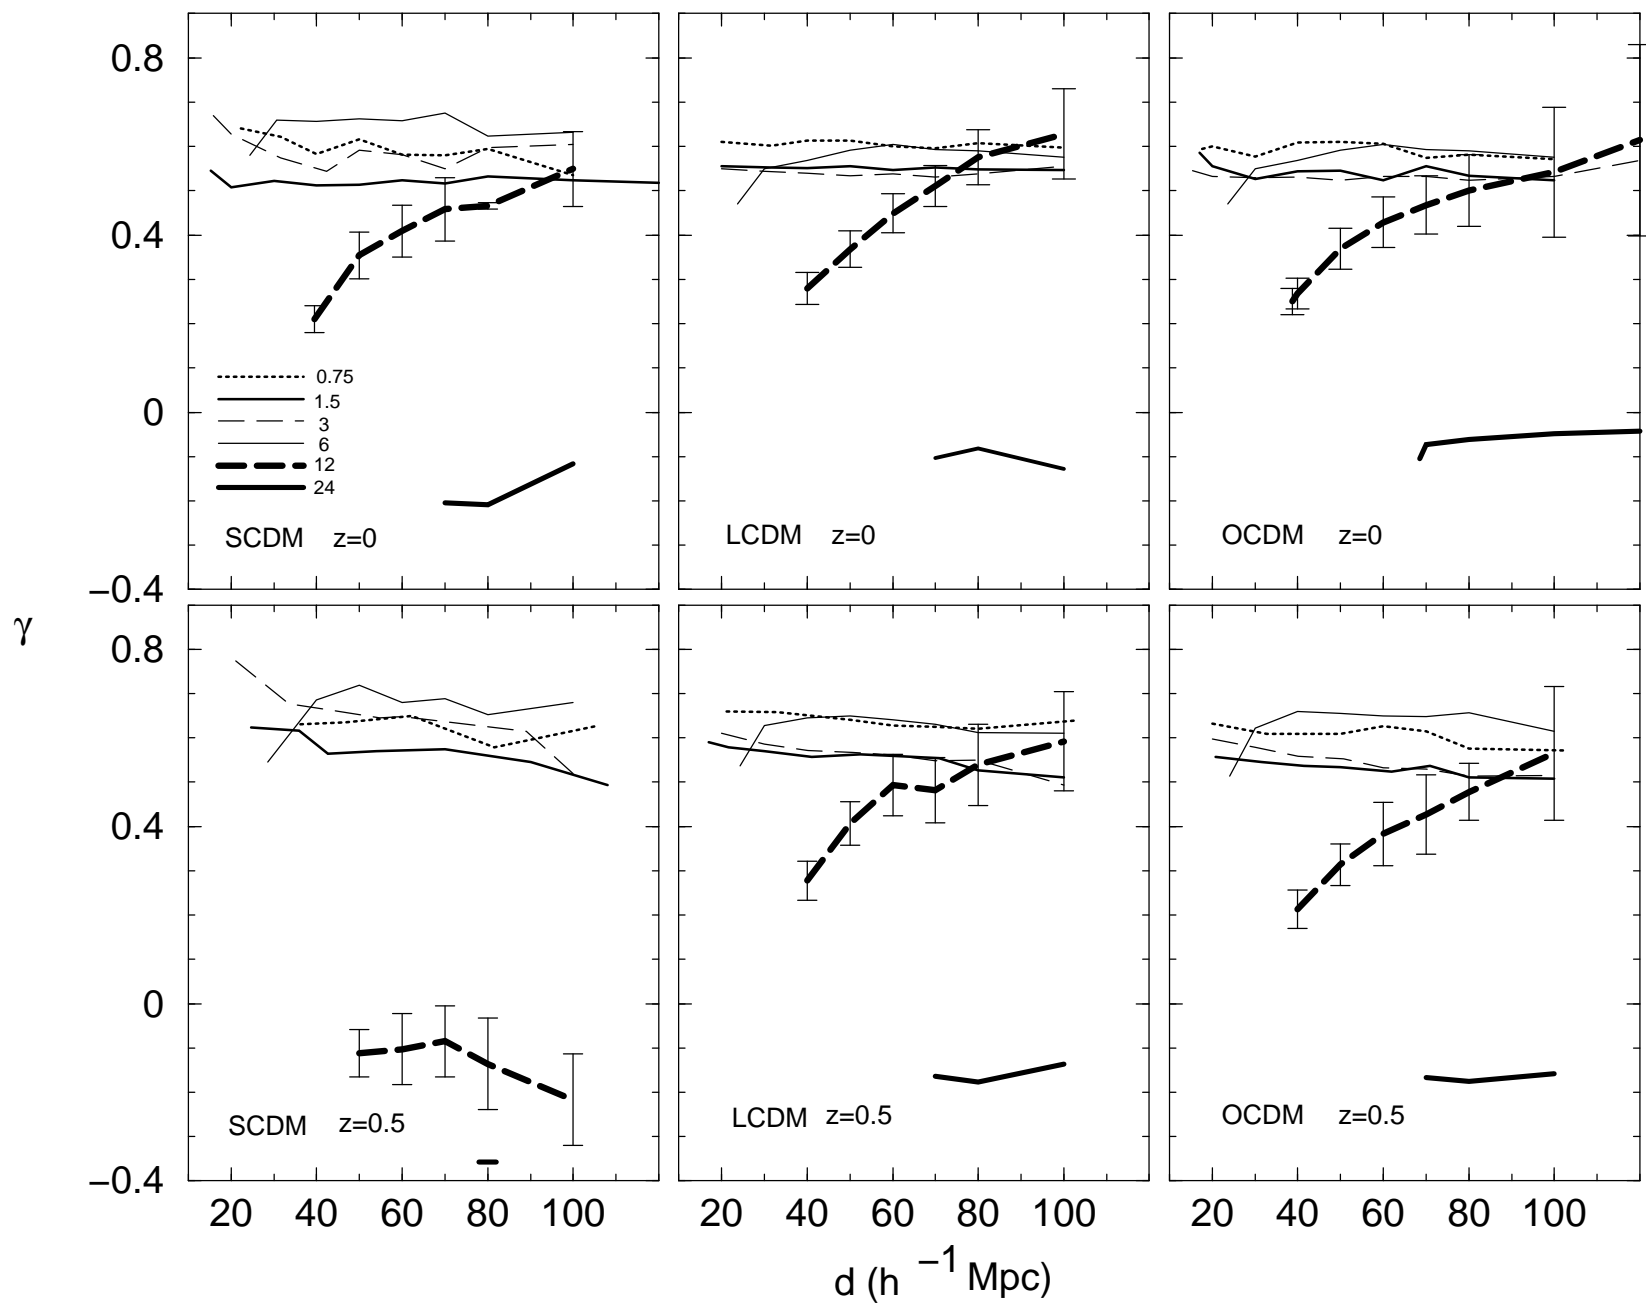 0.8
0.4
0
−0.4
0.75
1.5
3
6
12
24
SCDM z=0
LCDM z=0
OCDM z=0
γ
0.8
0.4
0
−0.4
SCDM z=0.5
LCDM z=0.5
OCDM z=0.5
20 40 60 80 100 20 40 60 80 100 20 40 60 80 100
d (h −1 Mpc)